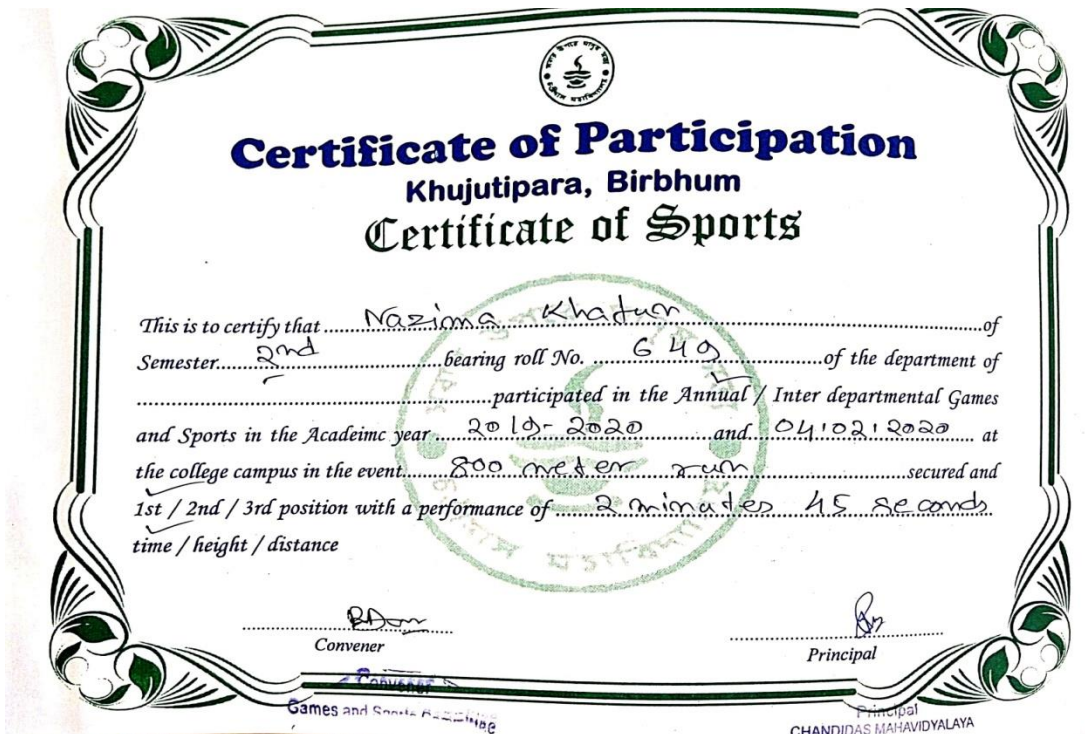 Certificate of Participation
Khujutipara, Birbhum
Certificate of Sports
This is to certify that Nazima Khatun of
Semester 2nd bearing roll No. 649 of the department of
participated in the Annual / Inter departmental Games
and Sports in the Acadeimc year 2019-2020 and 04.02.2020 at
the college campus in the event 800 meter run secured and
1st / 2nd / 3rd position with a performance of 2 minutes 45 seconds
time / height / distance
Convener
Principal
Convener
Games and Sports
Principal
CHANDIDAS MAHAVIDYALAYA